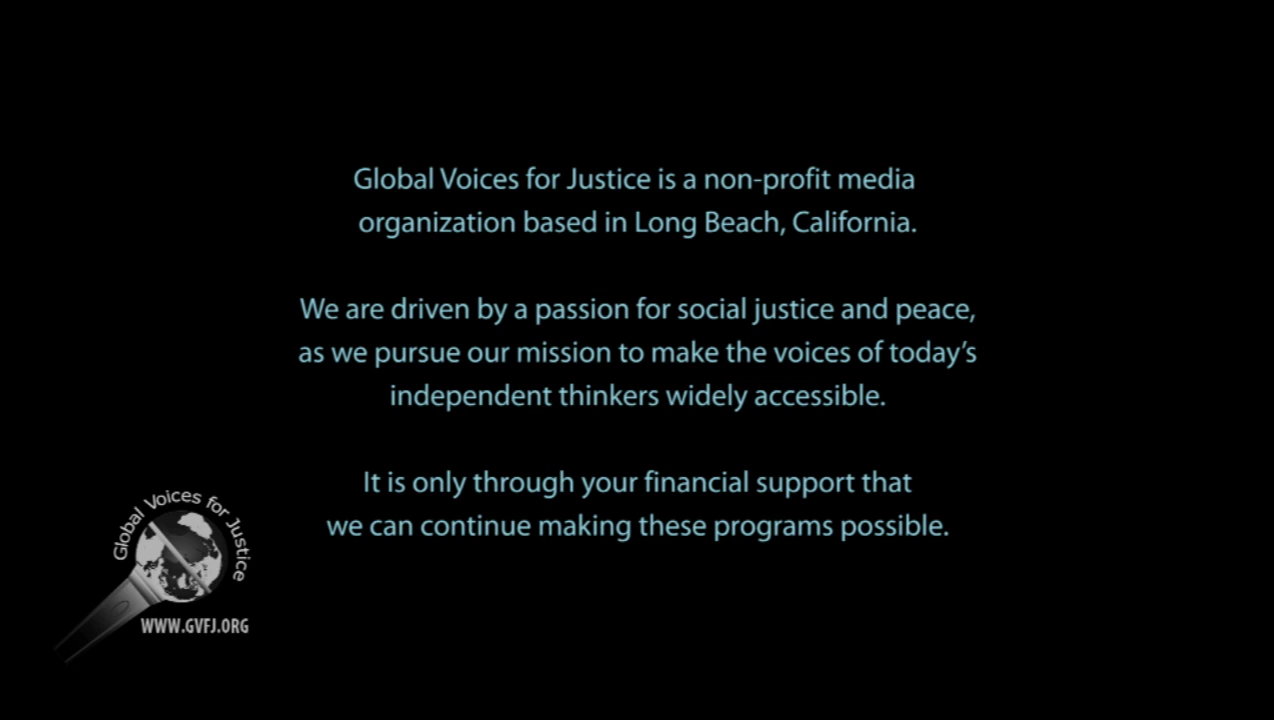 Global Voices for Justice is a non-profit media
organization based in Long Beach, California.
We are driven by a passion for social justice and peace,
as we pursue our mission to make the voices of today’s
independent thinkers widely accessible.
It is only through your financial support that
we can continue making these programs possible.
Global Voices for Justice
WWW.GVFJ.ORG